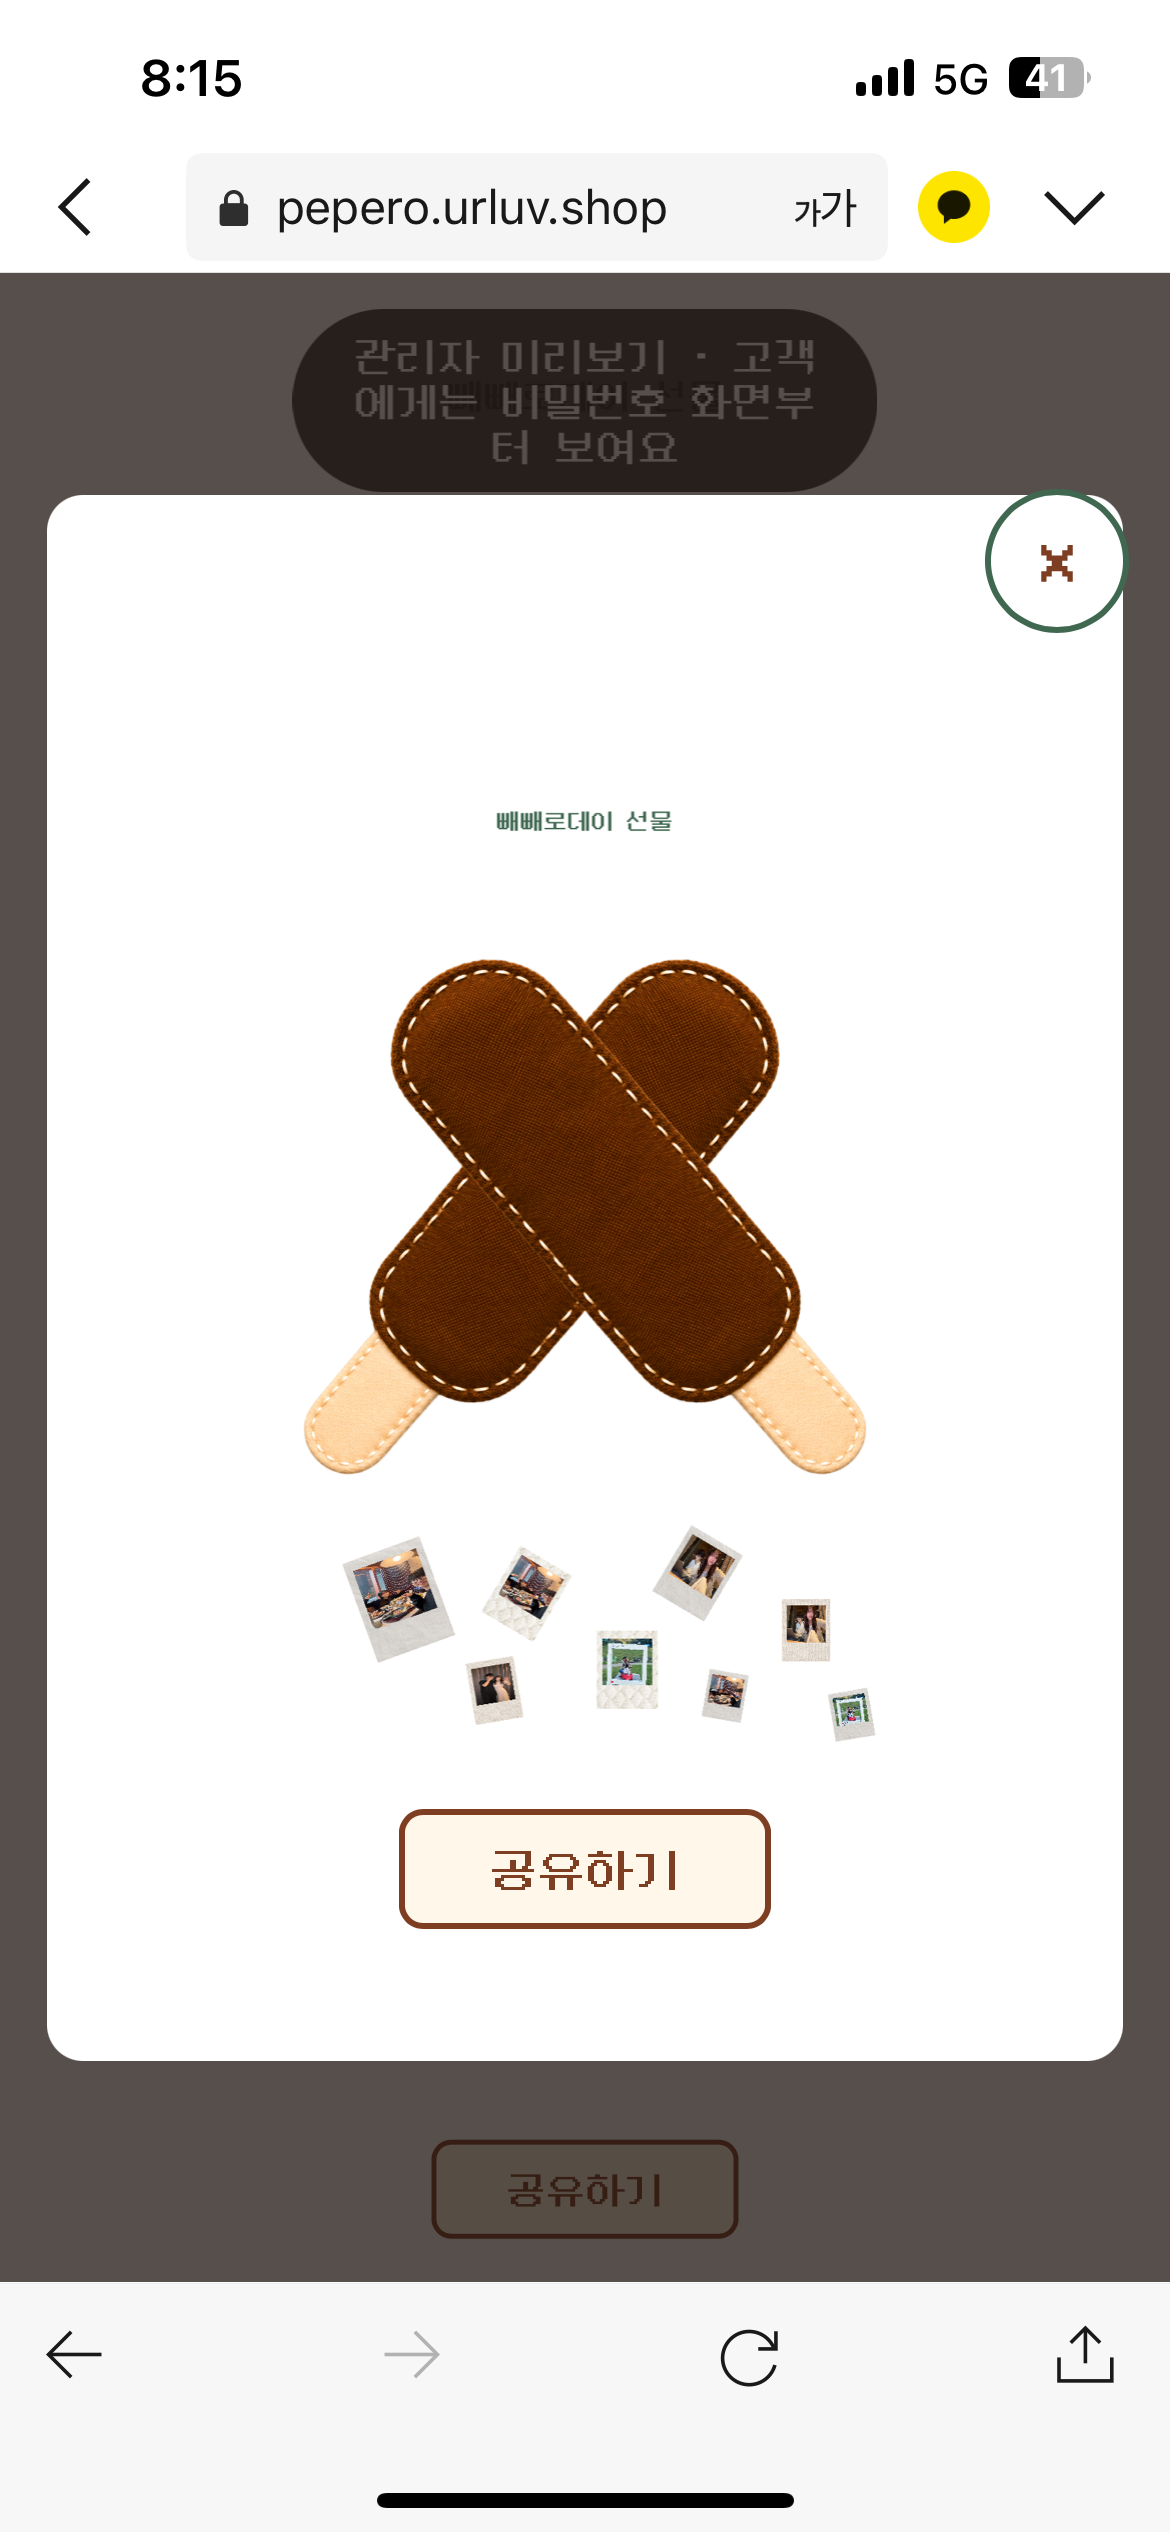 8:15
5G
41
pepero.urluv.shop
가가
관리자 미리보기 · 고객
에게는 비밀번호 화면부
터 보여요
빼빼로데이 선물
공유하기
공유하기